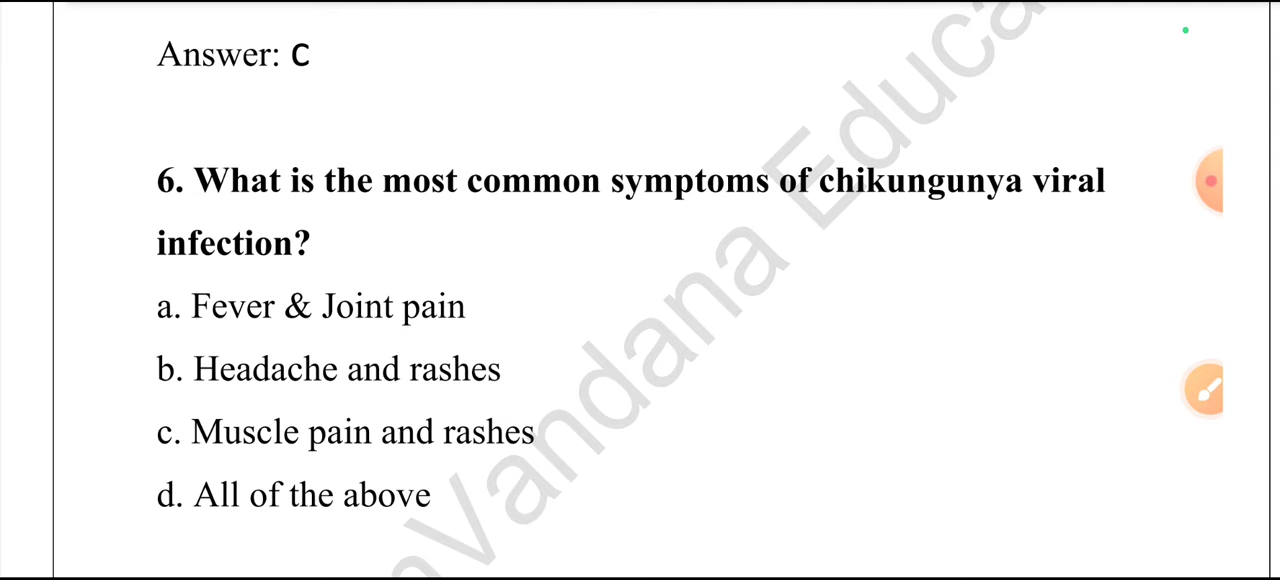 Answer: C
6. What is the most common symptoms of chikungunya viral
infection?
a. Fever & Joint pain
b. Headache and rashes
c. Muscle pain and rashes
d. All of the above
Vandana Educa